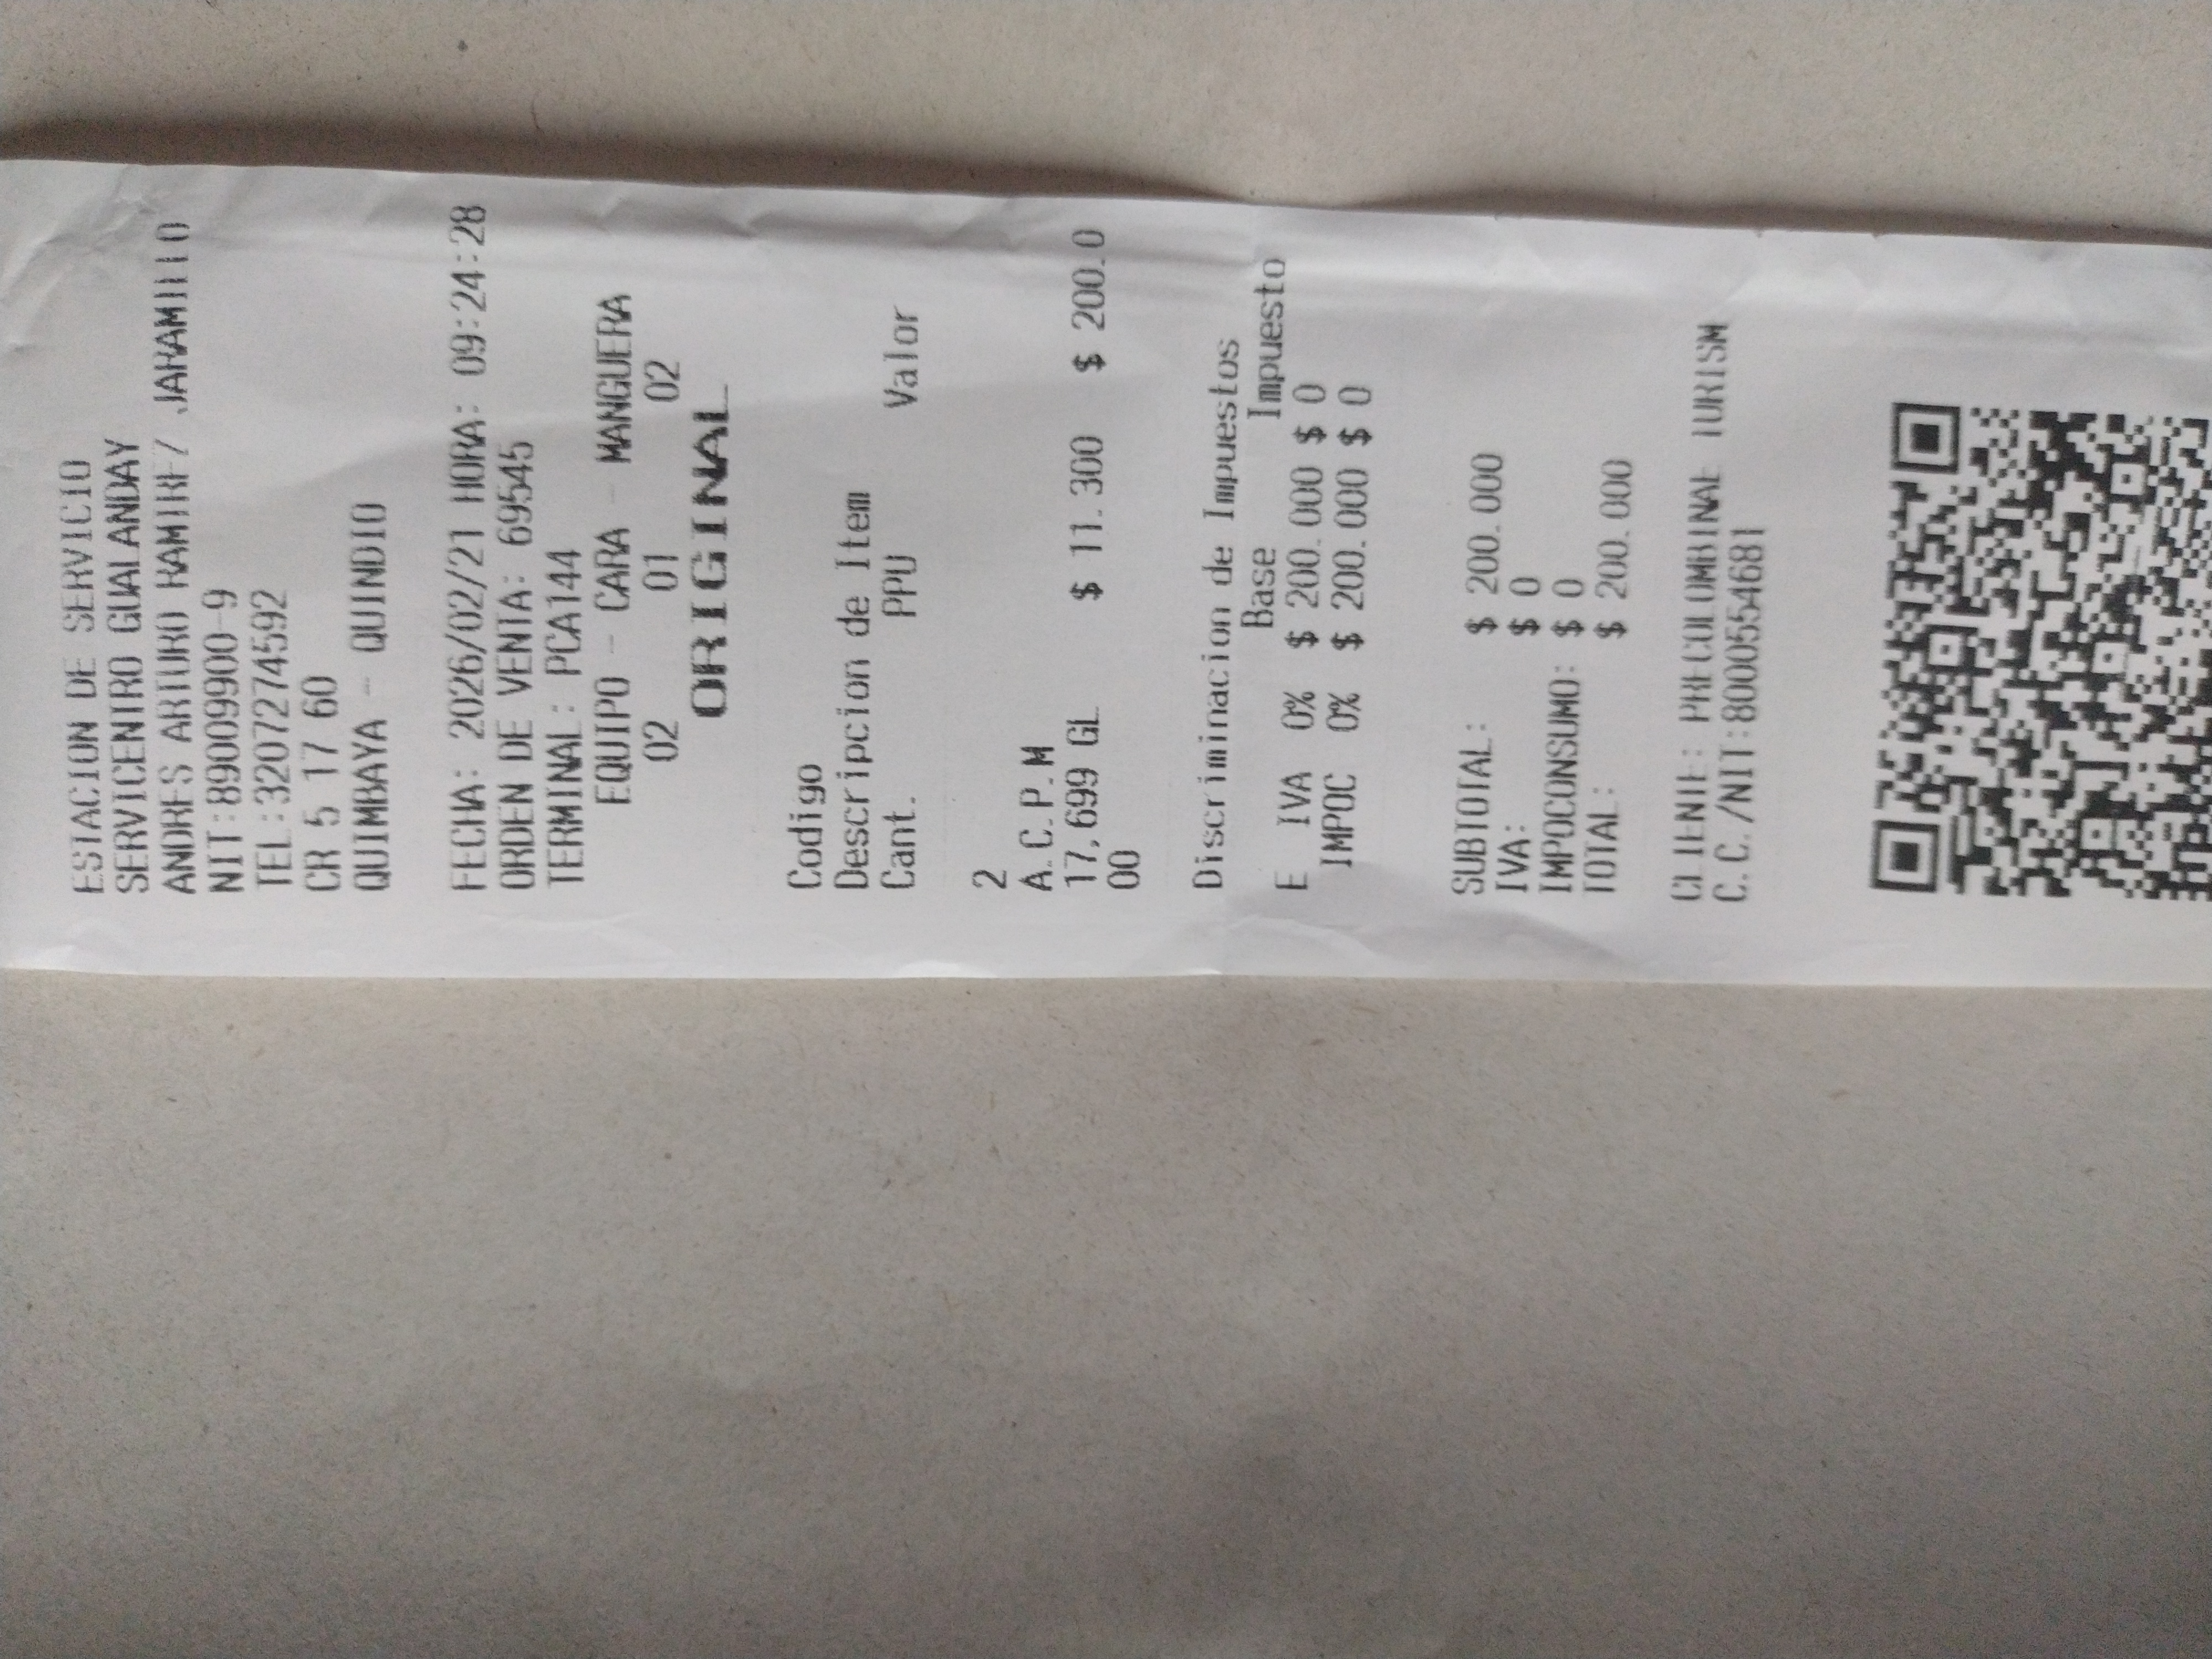 ESTACION DE SERVICIO
SERVICENTRO GUALANDAY
ANDRES ARTURO RAMIREZ JARAMILLO
NIT:89009900-9
TEL:3207274592
CR 5 17 60
QUIMBAYA - QUINDIO
FECHA: 2026/02/21 HORA: 09:24:28
ORDEN DE VENTA: 69545
TERMINAL: PCA144
EQUIPO - CARA - MANGUERA
02 01 02
ORIGINAL
Codigo
Descripcion de Item
Cant. PPU Valor
2
A.C.P.M
17,699 GL $ 11.300 $ 200.0
00
Discriminacion de Impuestos
Base Impuesto
E IVA 0% $ 200.000 $ 0
IMPOC 0% $ 200.000 $ 0
SUBTOTAL: $ 200.000
IVA: $ 0
IMPOCONSUMO: $ 0
TOTAL: $ 200.000
CLIENTE: PRECOLOMBINAE TURISM
C.C./NIT:8000554681